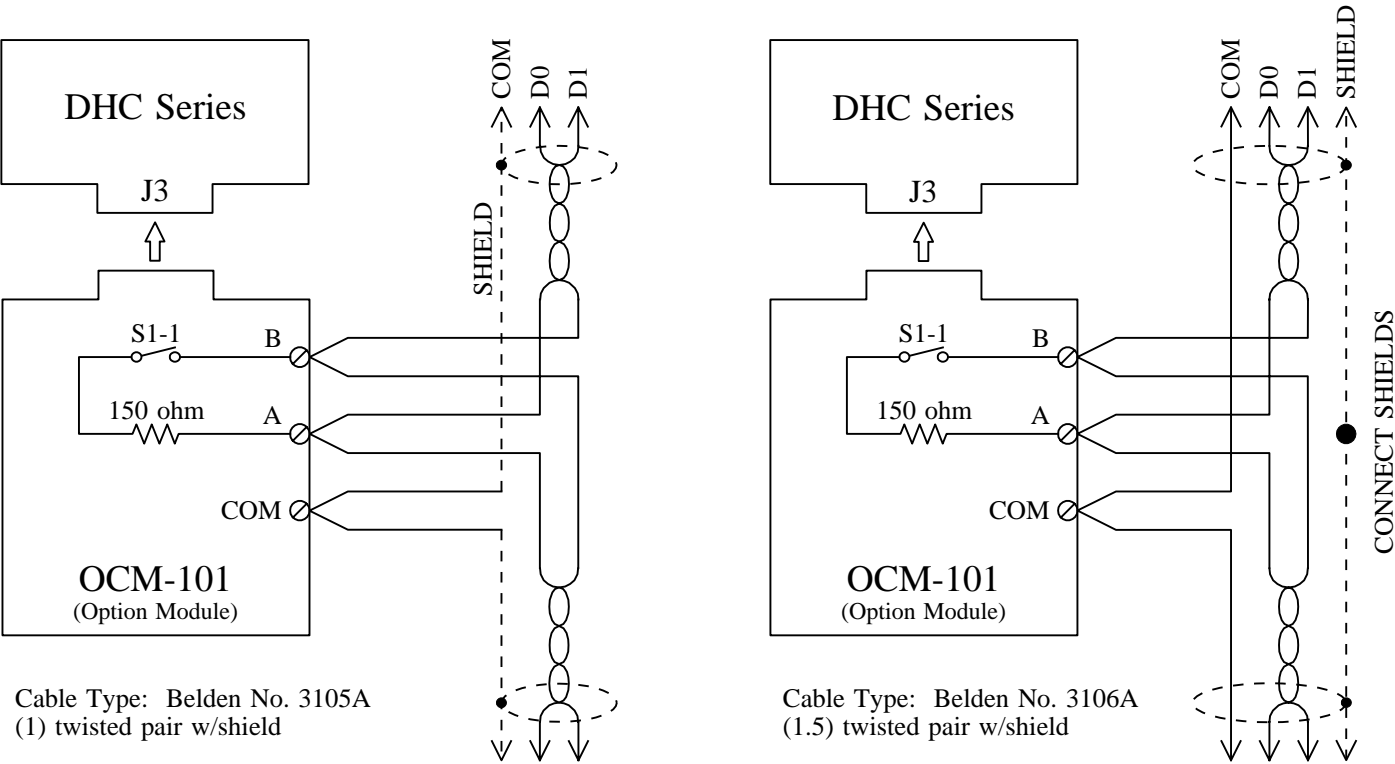 DHC Series
J3
COM
D0
D1
SHIELD
S1-1
B
150 ohm
A
COM
OCM-101
(Option Module)
Cable Type: Belden No. 3105A
(1) twisted pair w/shield
DHC Series
J3
COM
D0
D1
SHIELD
S1-1
B
150 ohm
A
COM
CONNECT SHIELDS
OCM-101
(Option Module)
Cable Type: Belden No. 3106A
(1.5) twisted pair w/shield